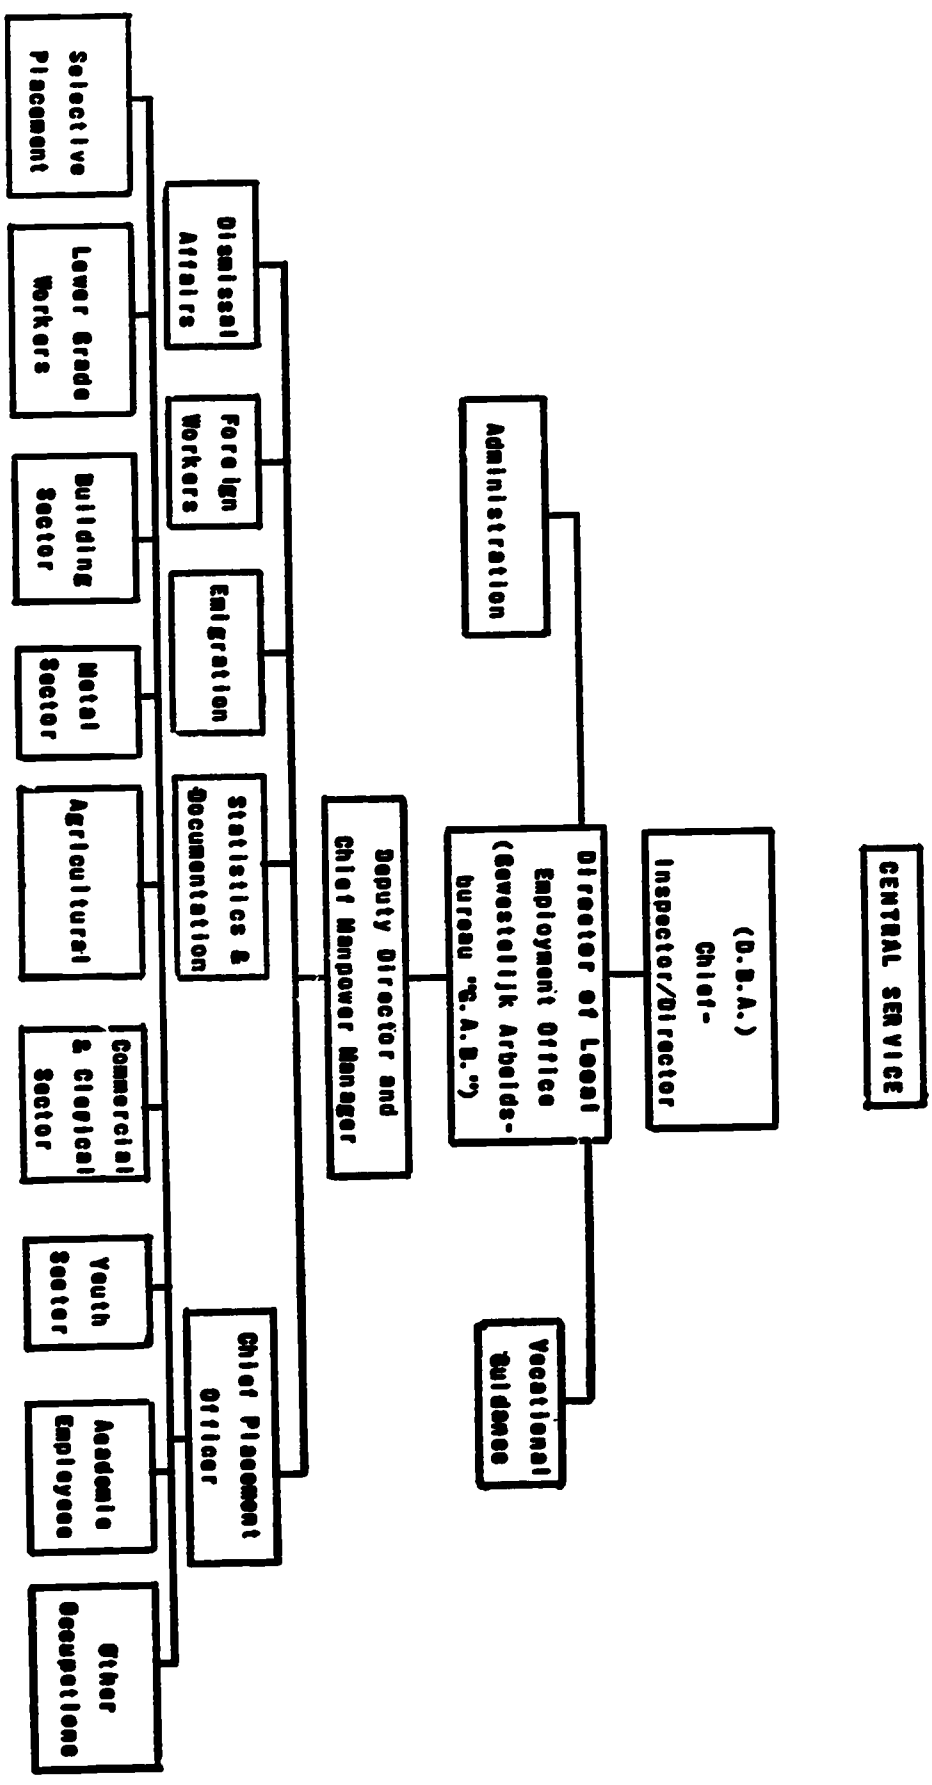 CENTRAL SERVICE
(D.B.A.)
Chief-
Inspector/Director
Director of Local
Employment Office
(Gewestelijk Arbeids-
bureau "G.A.B.")
Administration
Vocational
Guidance
Deputy Director and
Chief Manpower Manager
Dismissal
Affairs
Foreign
Workers
Emigration
Statistics &
Documentation
Chief Placement
Officer
Selective
Placement
Lower Grade
Workers
Building
Sector
Metal
Sector
Agricultural
Commercial
& Clerical
Sector
Youth
Sector
Academic
Employees
Other
Occupations